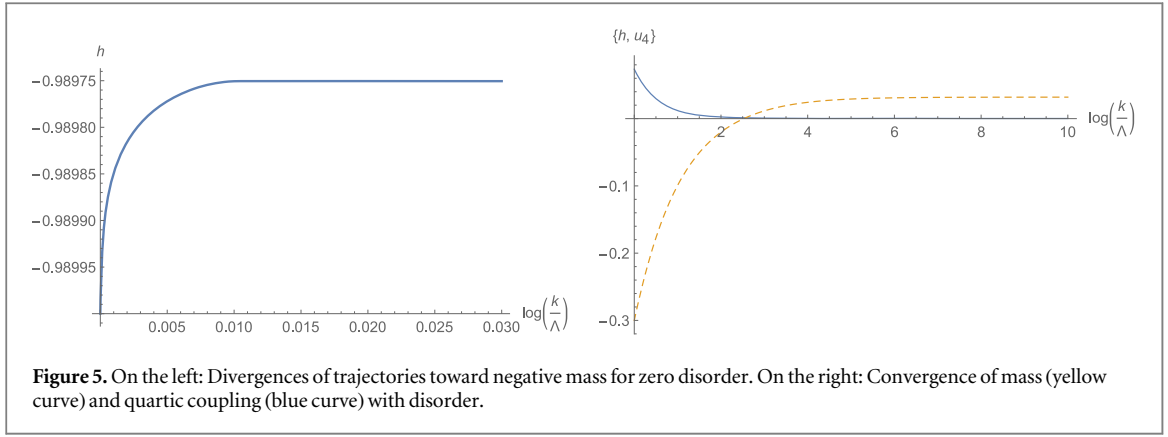 h
−0.98975
−0.98980
−0.98985
−0.98990
−0.98995
0.005 0.010 0.015 0.020 0.025 0.030
log(k/Λ)
{h, u₄}
2 4 6 8 10
log(k/Λ)
−0.1
−0.2
−0.3
Figure 5. On the left: Divergences of trajectories toward negative mass for zero disorder. On the right: Convergence of mass (yellow
curve) and quartic coupling (blue curve) with disorder.